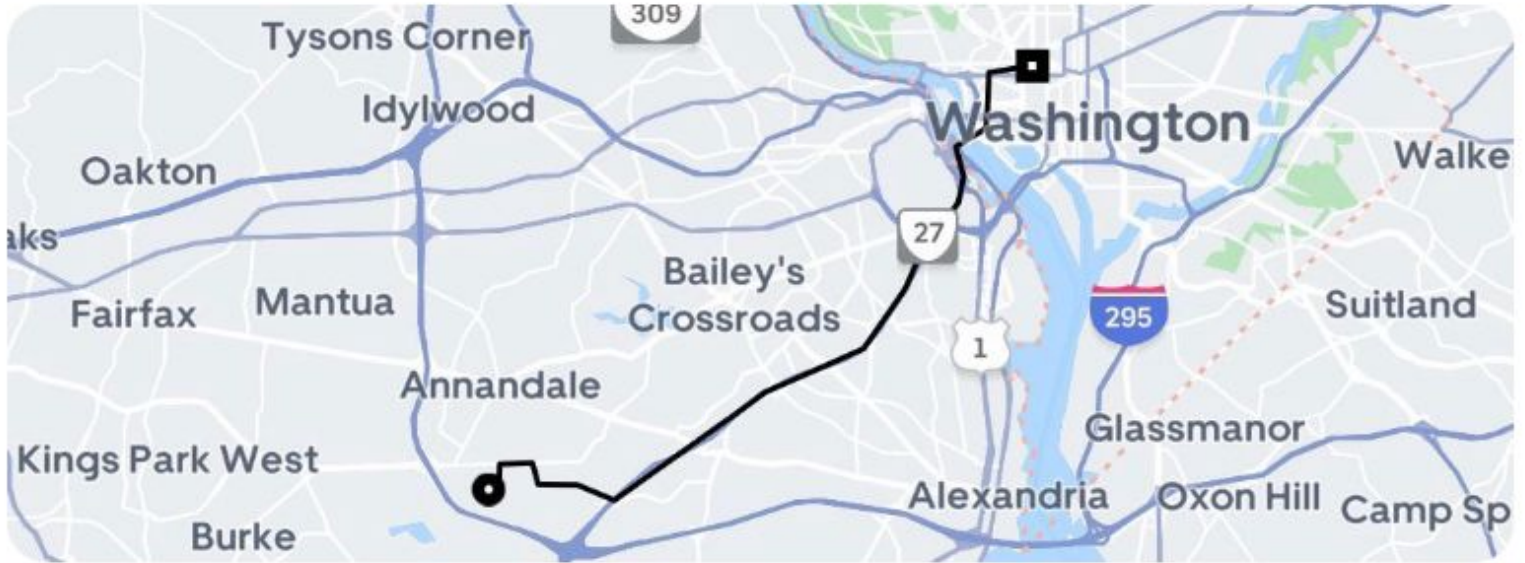 309
Tysons Corner
Idylwood
Washington
Oakton
Walke
aks
27
Bailey's
Crossroads
Mantua
Fairfax
295
Suitland
1
Annandale
Glassmanor
Kings Park West
Alexandria
Oxon Hill
Camp Sp
Burke